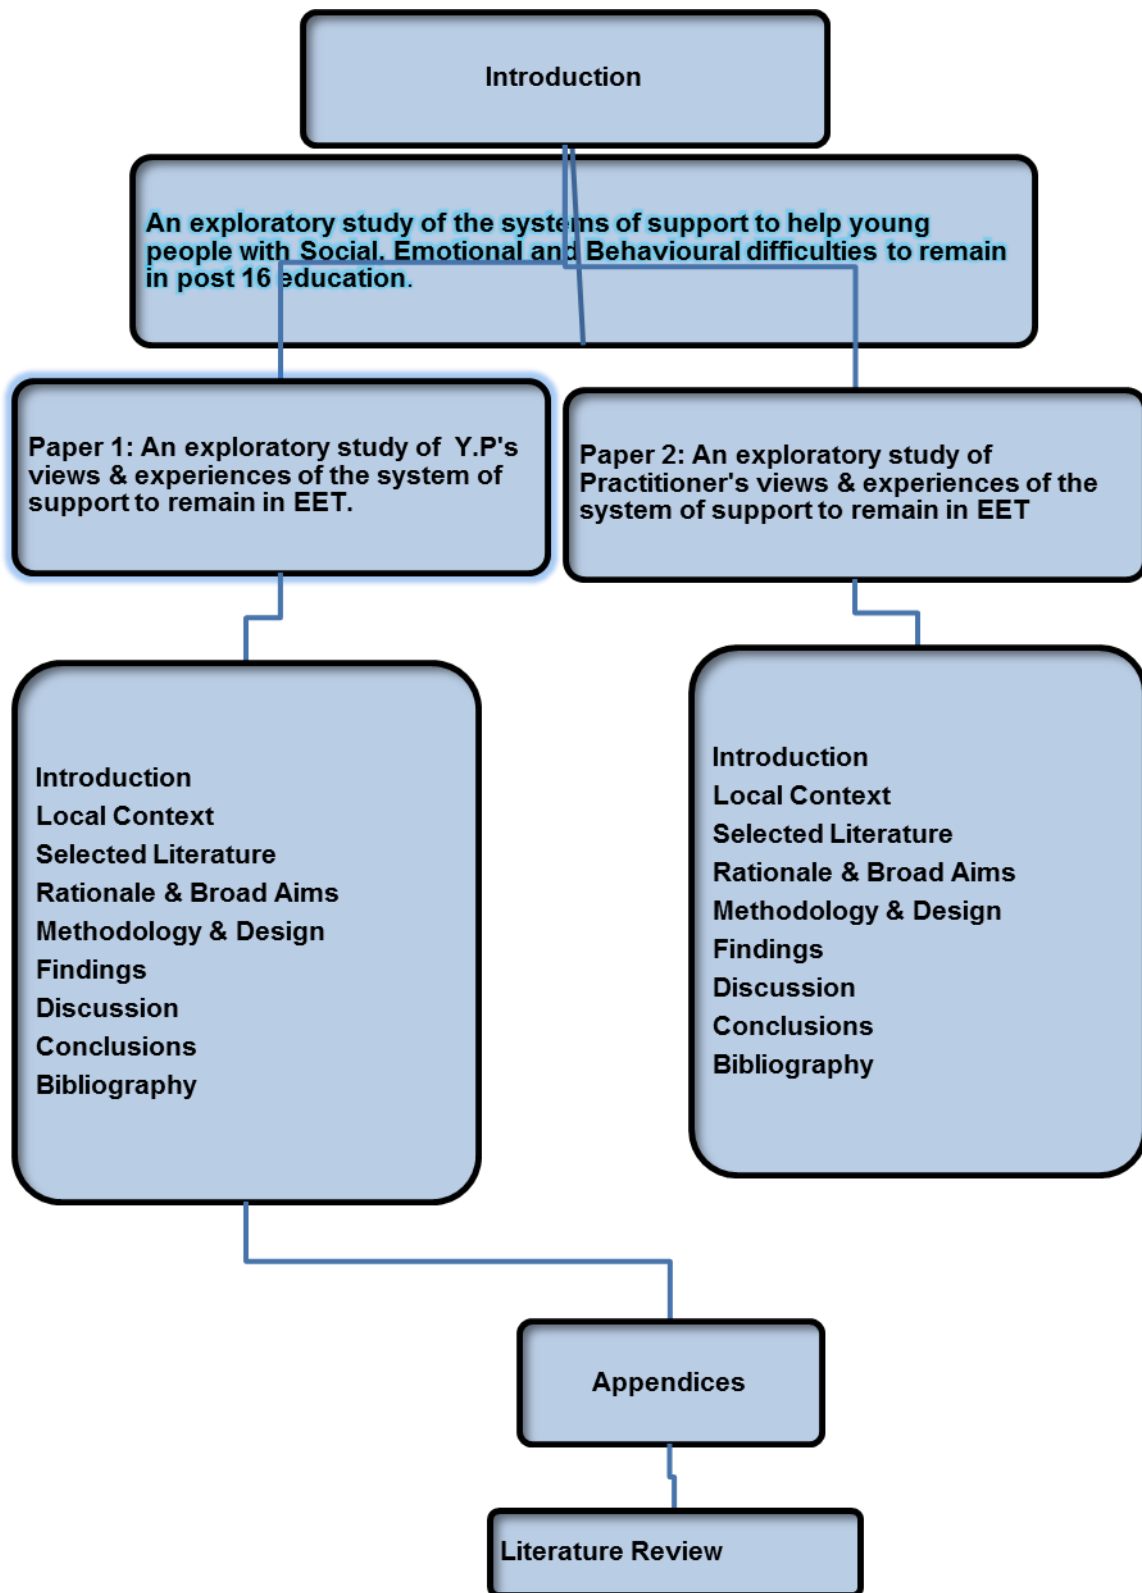 Introduction
An exploratory study of the systems of support to help young
people with Social, Emotional and Behavioural difficulties to remain
in post 16 education.
Paper 1: An exploratory study of Y.P's
views & experiences of the system of
support to remain in EET.
Paper 2: An exploratory study of
Practitioner's views & experiences of the
system of support to remain in EET
Introduction
Local Context
Selected Literature
Rationale & Broad Aims
Methodology & Design
Findings
Discussion
Conclusions
Bibliography
Introduction
Local Context
Selected Literature
Rationale & Broad Aims
Methodology & Design
Findings
Discussion
Conclusions
Bibliography
Appendices
Literature Review